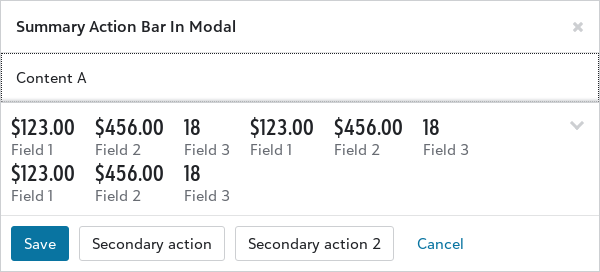 Summary Action Bar In Modal
Content A
$123.00 $456.00 18 $123.00 $456.00 18
Field 1 Field 2 Field 3 Field 1 Field 2 Field 3
$123.00 $456.00 18
Field 1 Field 2 Field 3
Save Secondary action Secondary action 2 Cancel